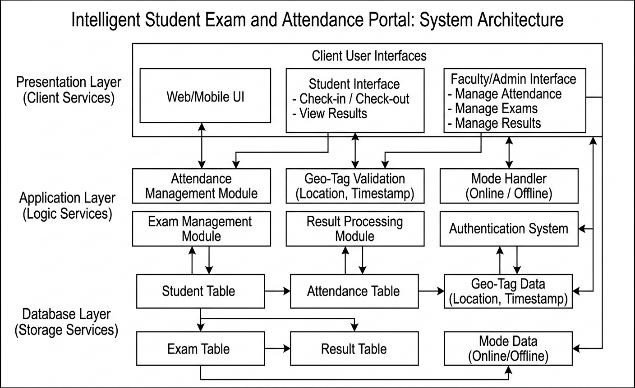 Intelligent Student Exam and Attendance Portal: System Architecture
Client User Interfaces
Presentation Layer
(Client Services)
Web/Mobile UI
Student Interface
- Check-in / Check-out
- View Results
Faculty/Admin Interface
- Manage Attendance
- Manage Exams
- Manage Results
Application Layer
(Logic Services)
Attendance
Management Module
Geo-Tag Validation
(Location, Timestamp)
Mode Handler
(Online / Offline)
Exam Management
Module
Result Processing
Module
Authentication System
Database Layer
(Storage Services)
Student Table
Attendance Table
Geo-Tag Data
(Location, Timestamp)
Exam Table
Result Table
Mode Data
(Online/Offline)